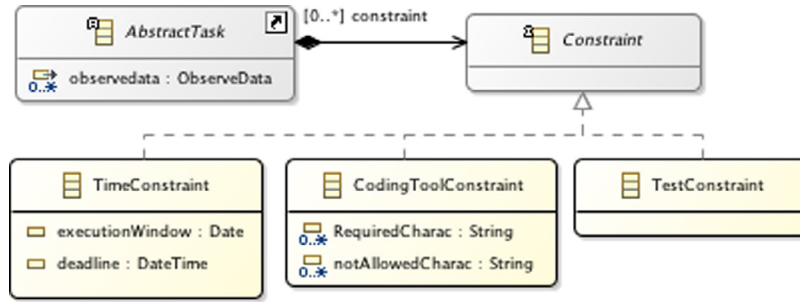 AbstractTask
[0..*] constraint
Constraint
0..* observedata : ObserveData
TimeConstraint
CodingToolConstraint
TestConstraint
executionWindow : Date
deadline : DateTime
0..* RequiredCharac : String
0..* notAllowedCharac : String